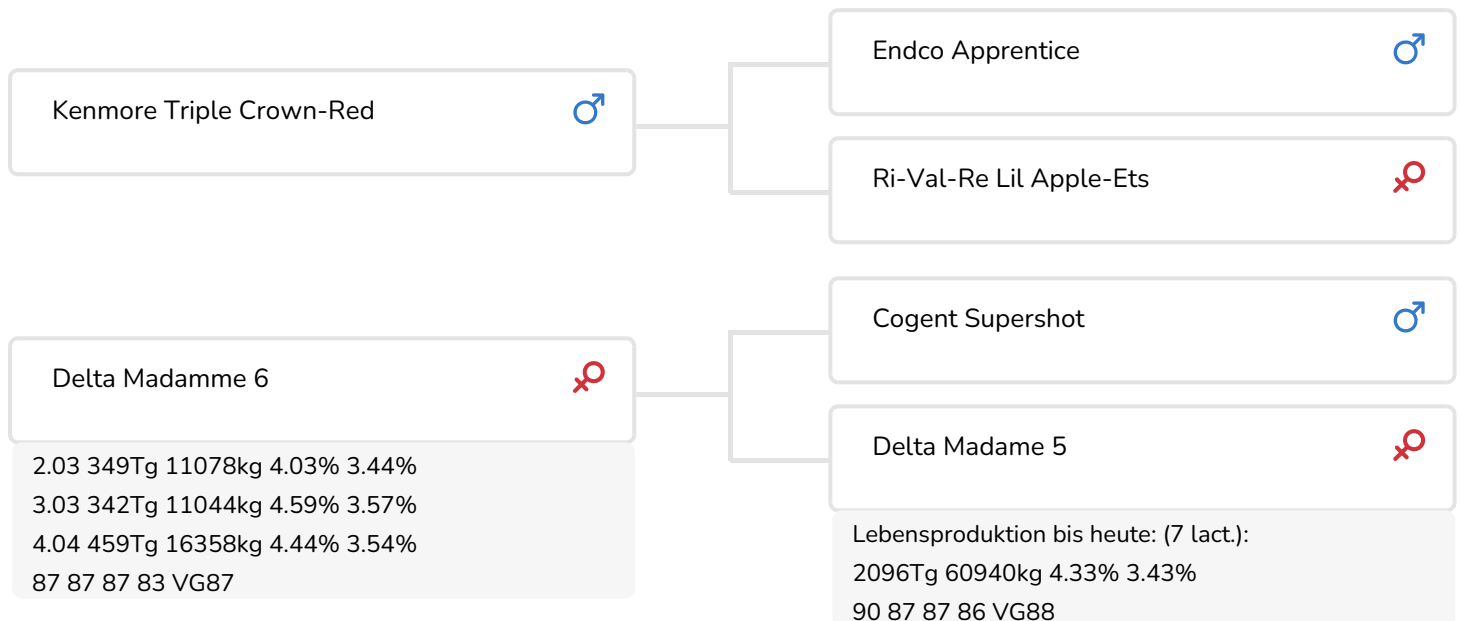 Endco Apprentice
Kenmore Triple Crown-Red
Ri-Val-Re Lil Apple-Ets
Cogent Supershot
Delta Madamme 6
Delta Madame 5
2.03 349Tg 11078kg 4.03% 3.44%
3.03 342Tg 11044kg 4.59% 3.57%
4.04 459Tg 16358kg 4.44% 3.54%
87 87 87 83 VG87
Lebensproduktion bis heute: (7 lact.):
2096Tg 60940kg 4.33% 3.43%
90 87 87 86 VG88